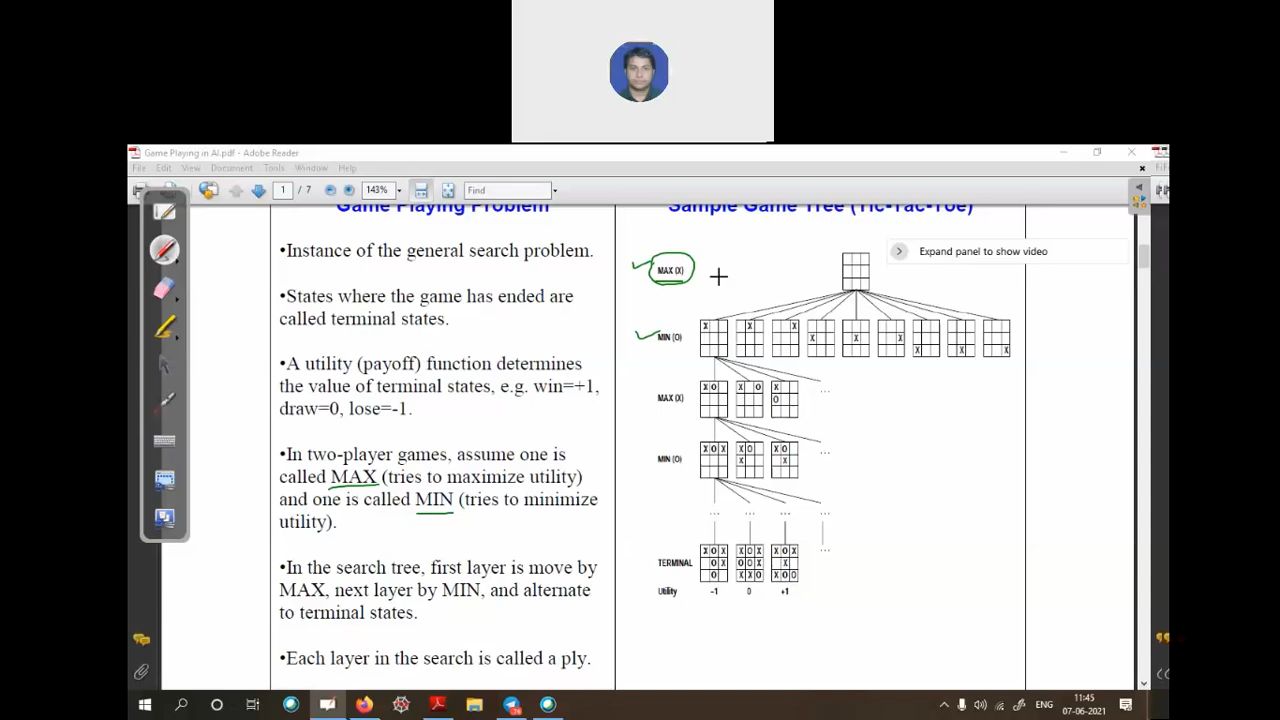 Game Playing in AI.pdf - Adobe Reader
File Edit View Document Tools Window Help
1 / 7 143% Find
Game Playing Problem
•Instance of the general search problem.
•States where the game has ended are
called terminal states.
•A utility (payoff) function determines
the value of terminal states, e.g. win=+1,
draw=0, lose=-1.
•In two-player games, assume one is
called MAX (tries to maximize utility)
and one is called MIN (tries to minimize
utility).
•In the search tree, first layer is move by
MAX, next layer by MIN, and alternate
to terminal states.
•Each layer in the search is called a ply.
Sample Game Tree (Tic-Tac-Toe)
Expand panel to show video
MAX (X)
MIN (O)
X X X X X X X X X
MAX (X)
X O X O X
O
...
MIN (O)
X O X X O X O
X X
...
... ... ... ...
TERMINAL
X O X O O X X O X
O X O O X X
O X X O X O O
Utility -1 0 +1
ENG
11:45
07-06-2021